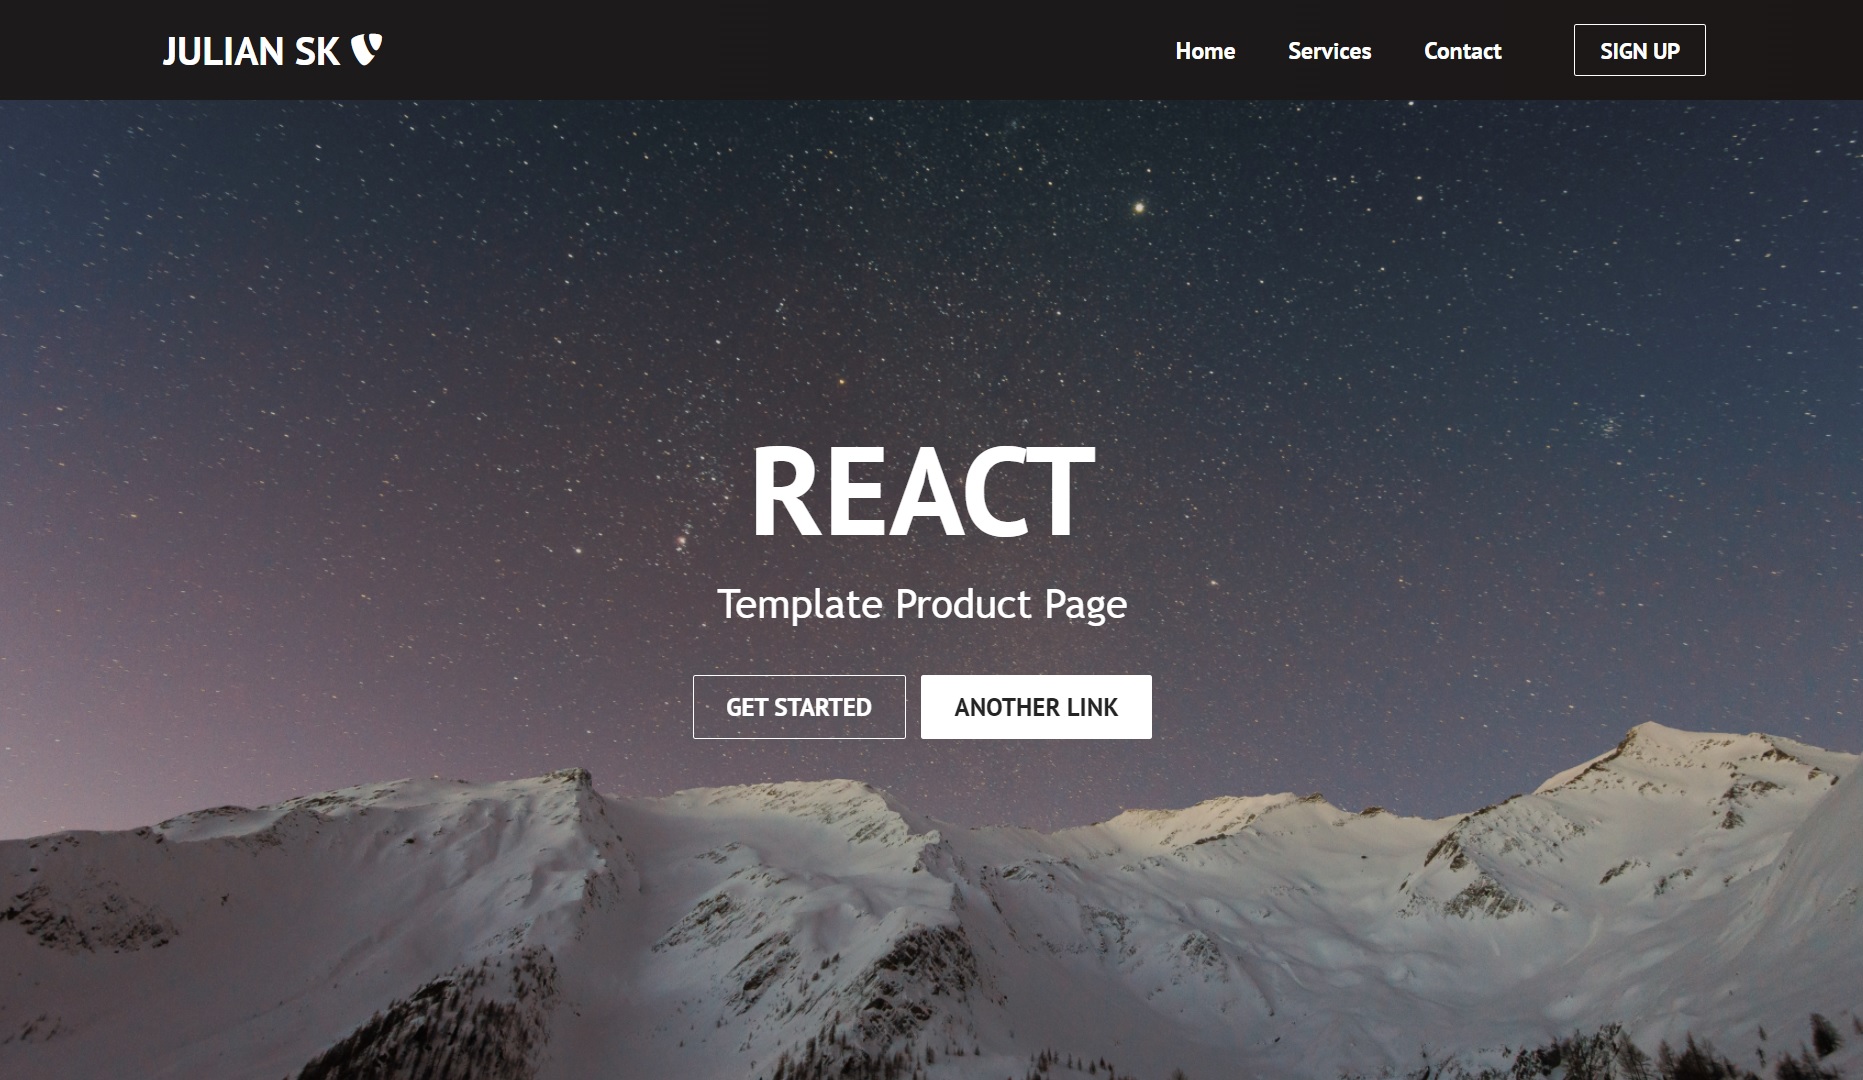 JULIAN SK
Home Services Contact SIGN UP
REACT
Template Product Page
GET STARTED ANOTHER LINK